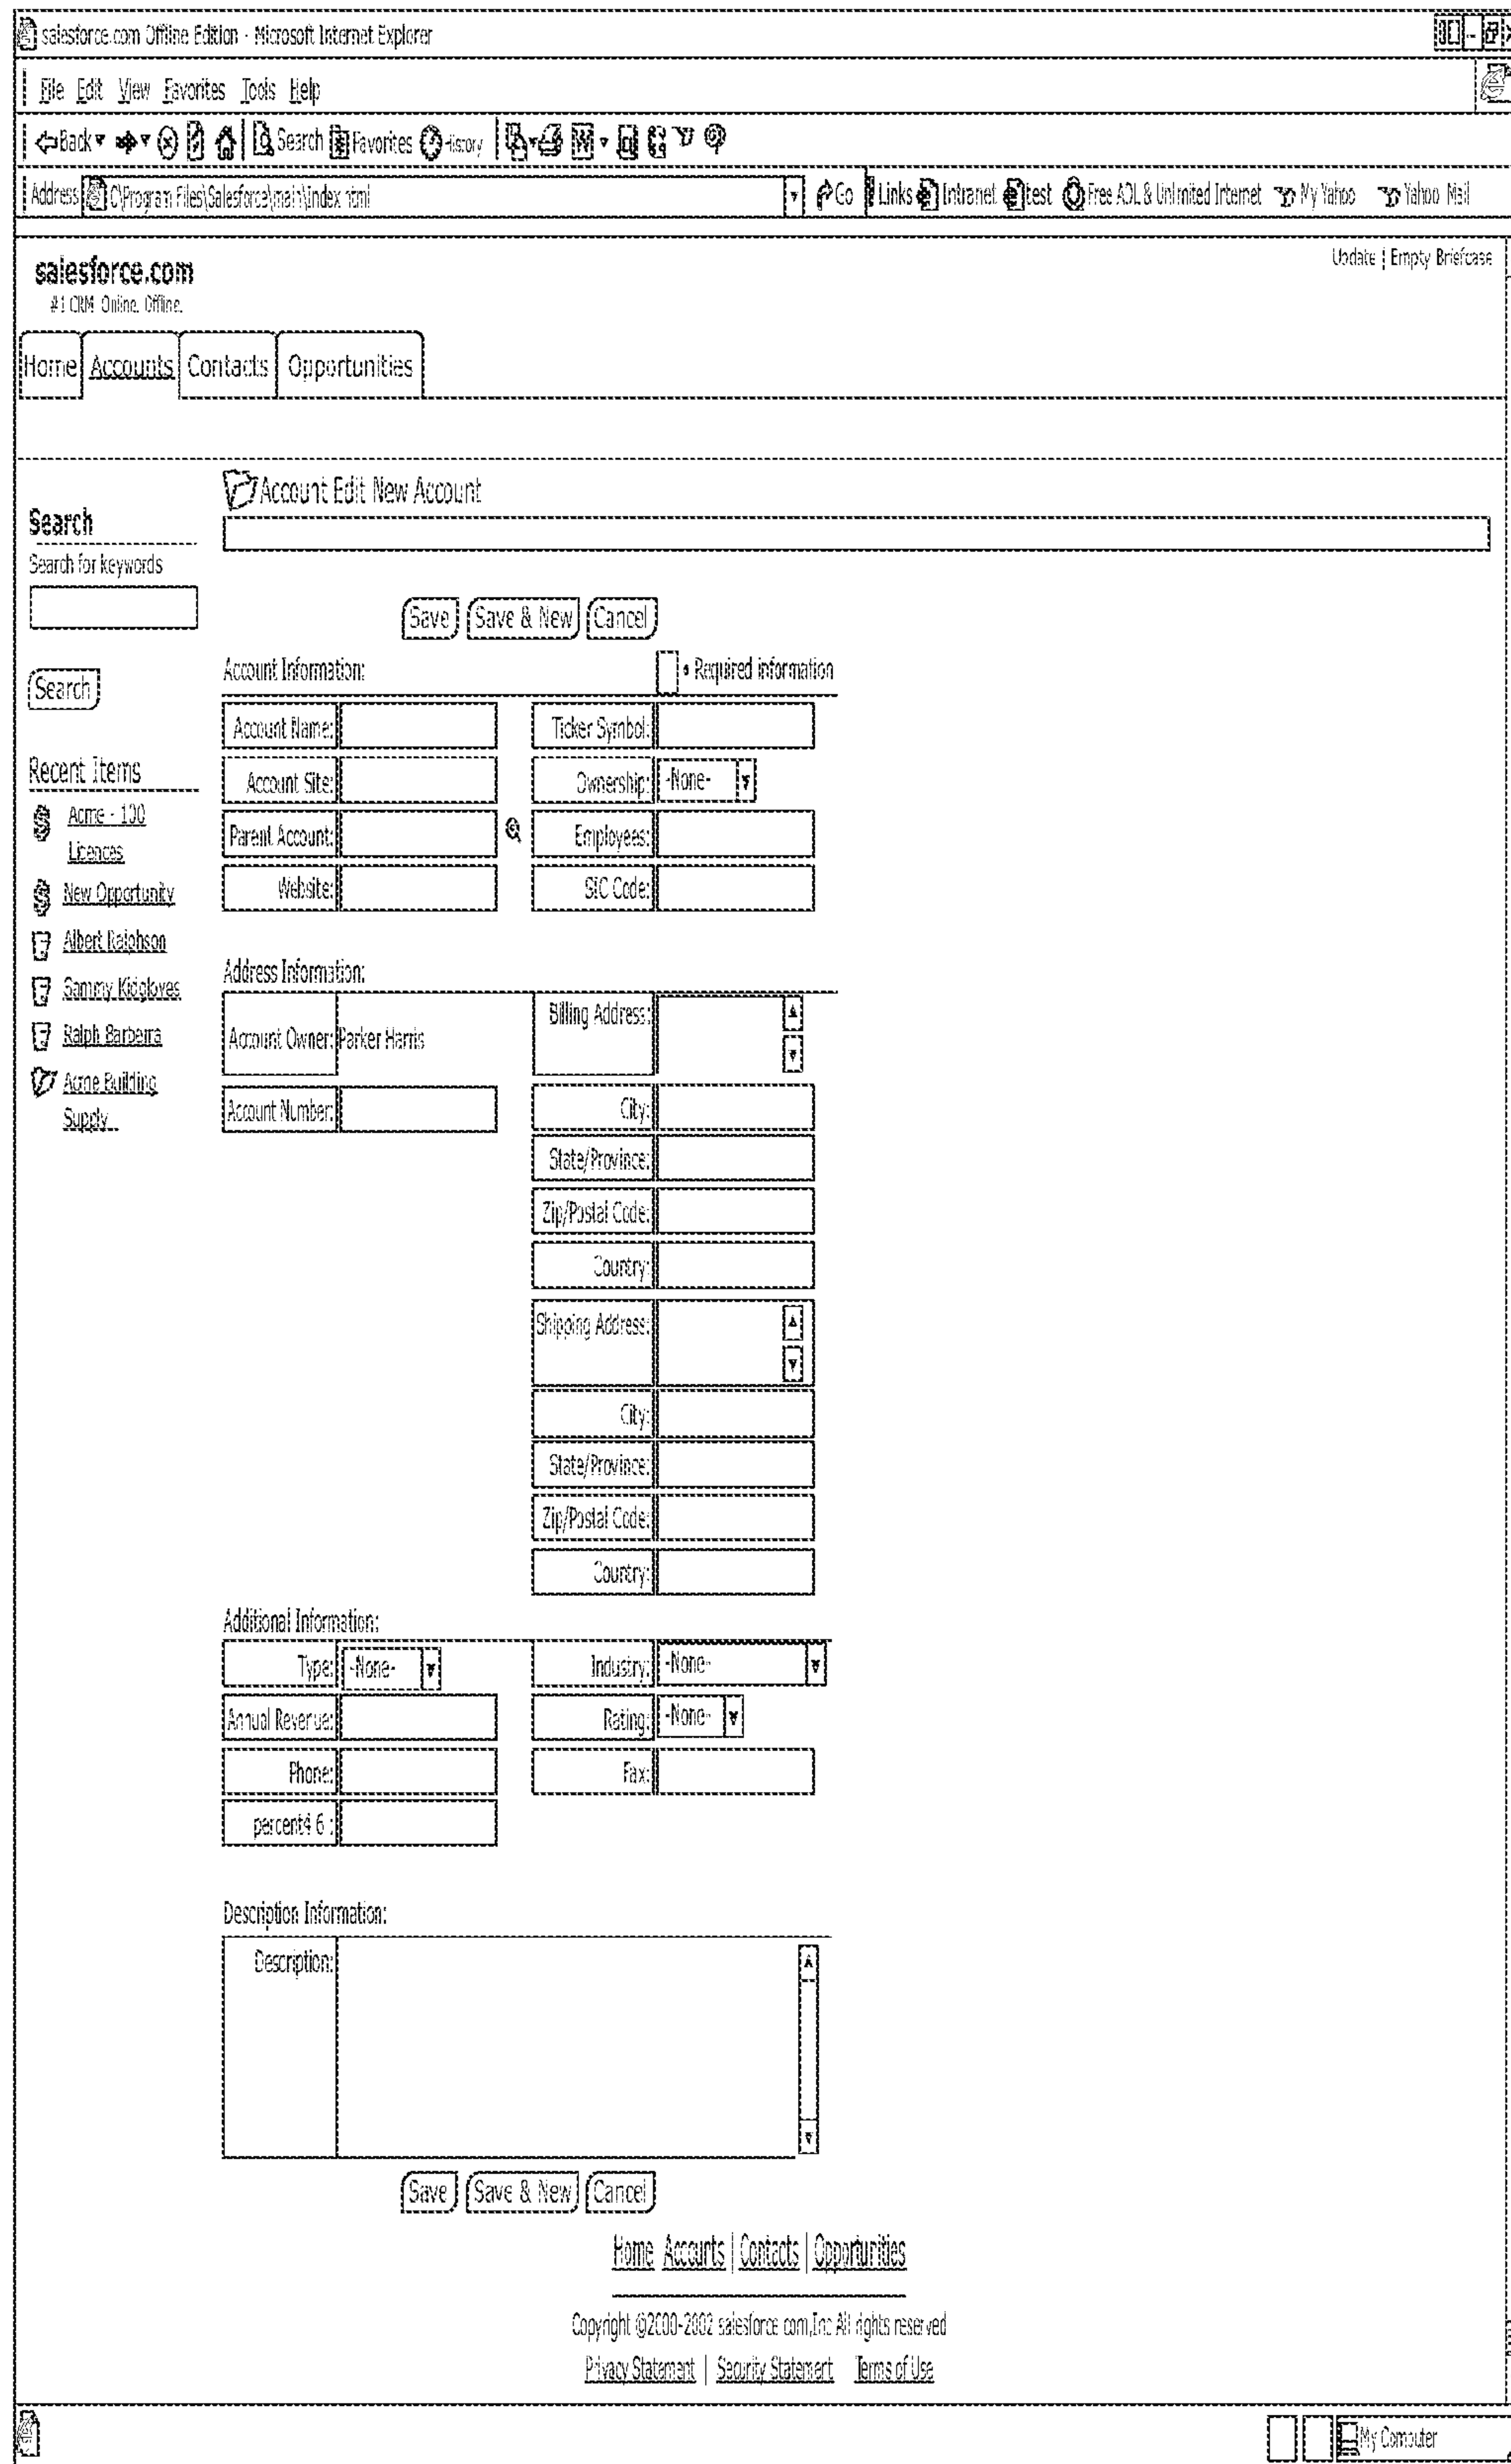 salesforce.com Offline Edition - Microsoft Internet Explorer
File Edit View Favorites Tools Help
Back Search Favorites History
Address C:\Program Files\Salesforce\main\index.html Go Links Intranet test Free AOL & Unlimited Internet My Yahoo Yahoo Mail
Update | Empty Briefcase
salesforce.com
#1 CRM. Online. Offline.
Home Accounts Contacts Opportunities
Account Edit New Account
Search
Search for keywords
Save Save & New Cancel
Account Information: • Required information
Search
Account Name: Ticker Symbol:
Account Site: Ownership: -None-
Recent Items
Acme - 100
Licences
Parent Account: Employees:
Website: SIC Code:
New Opportunity
Albert Ralphson
Sammy Kidgloves
Ralph Barberra
Acme Building
Supply
Address Information:
Account Owner: Parker Harris Billing Address:
Account Number: City:
State/Province:
Zip/Postal Code:
Country:
Shipping Address:
City:
State/Province:
Zip/Postal Code:
Country:
Additional Information:
Type: -None- Industry: -None-
Annual Revenue: Rating: -None-
Phone: Fax:
percent4 6 :
Description Information:
Description:
Save Save & New Cancel
Home Accounts | Contacts | Opportunities
Copyright @2000-2002 salesforce com,Inc All rights reserved
Privacy Statement | Security Statement Terms of Use
My Computer